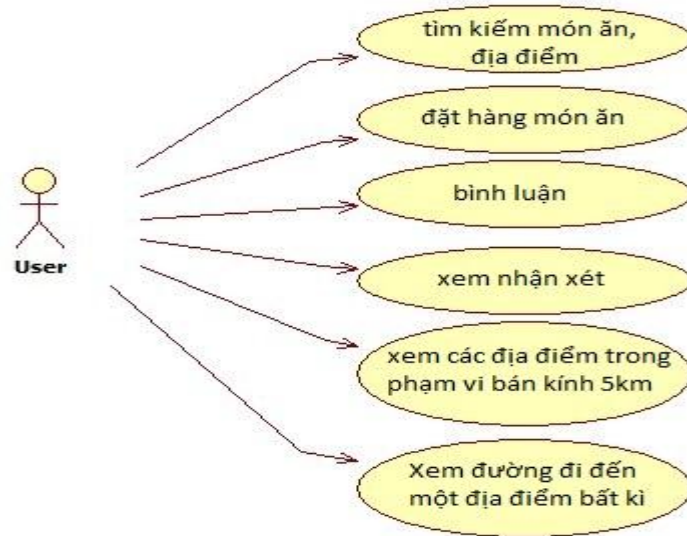 tìm kiếm món ăn,
địa điểm
đặt hàng món ăn
bình luận
User
xem nhận xét
xem các địa điểm trong
phạm vi bán kính 5km
Xem đường đi đến
một địa điểm bất kì